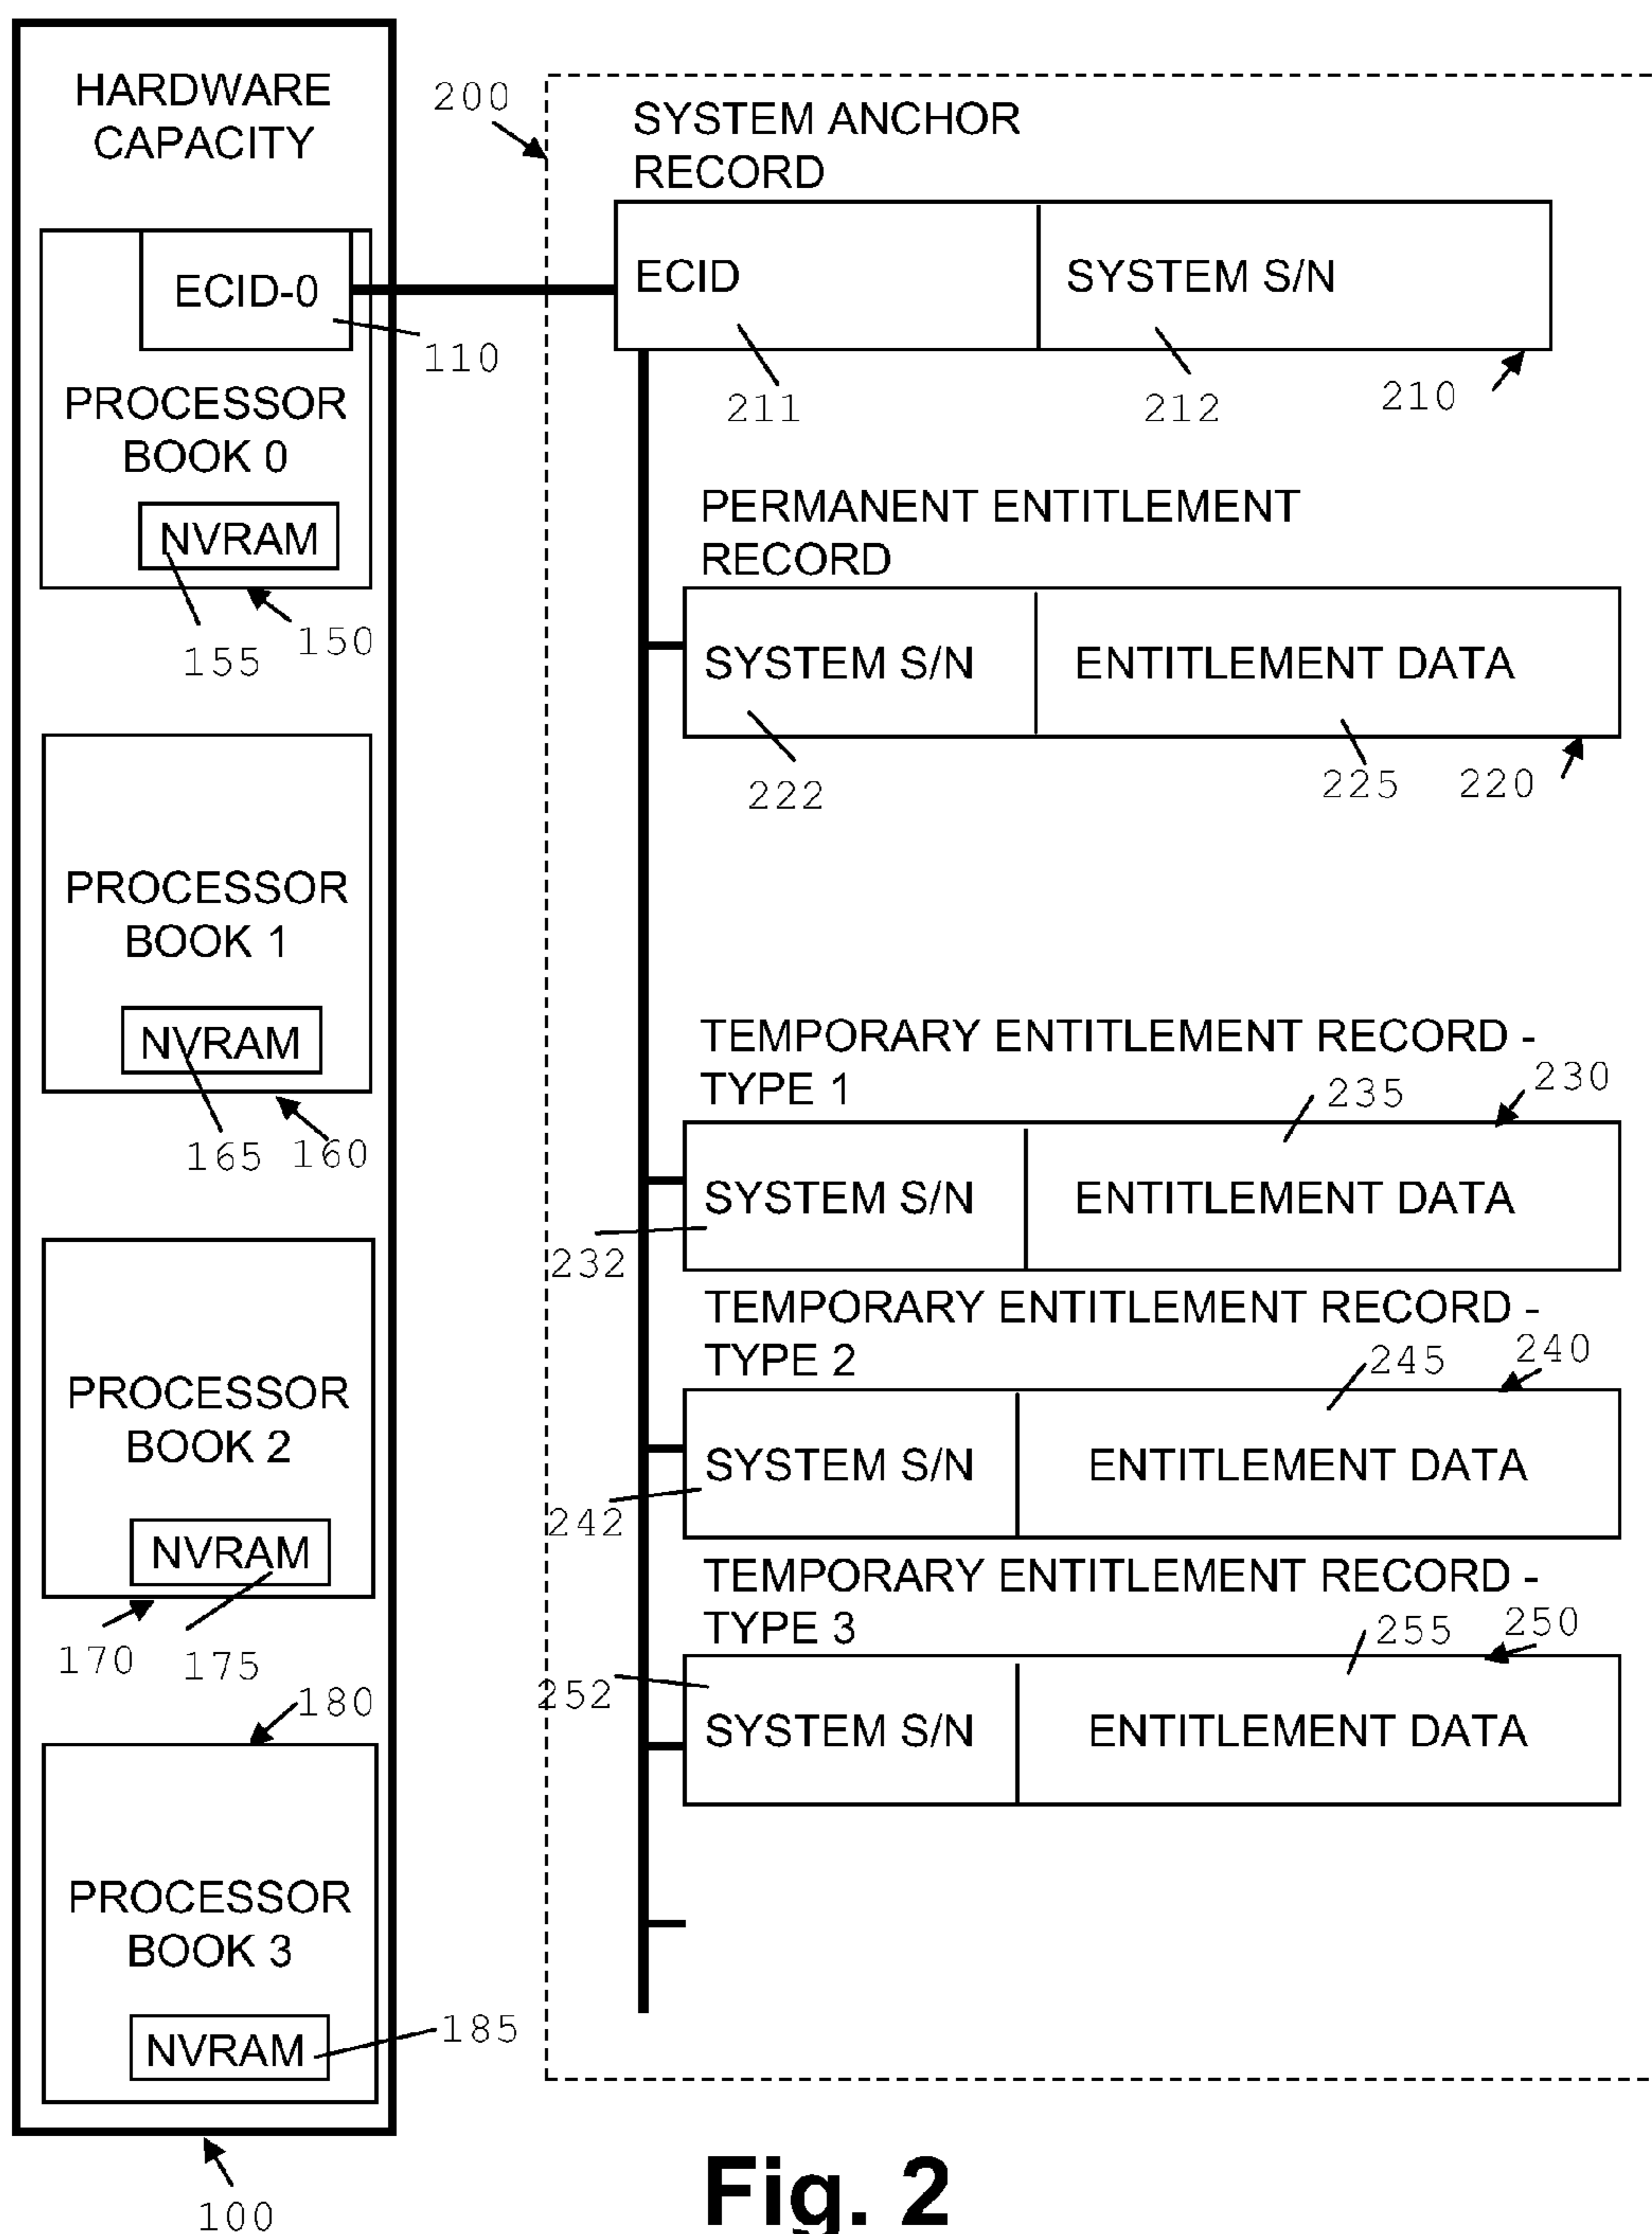 HARDWARE
CAPACITY
ECID-0
110
PROCESSOR
BOOK 0
NVRAM
155
150
PROCESSOR
BOOK 1
NVRAM
165
160
PROCESSOR
BOOK 2
NVRAM
170
175
180
PROCESSOR
BOOK 3
NVRAM
185
100
200
SYSTEM ANCHOR
RECORD
ECID
SYSTEM S/N
211
212
210
PERMANENT ENTITLEMENT
RECORD
SYSTEM S/N
ENTITLEMENT DATA
222
225
220
TEMPORARY ENTITLEMENT RECORD -
TYPE 1
235
230
SYSTEM S/N
ENTITLEMENT DATA
232
TEMPORARY ENTITLEMENT RECORD -
TYPE 2
245
240
SYSTEM S/N
ENTITLEMENT DATA
242
TEMPORARY ENTITLEMENT RECORD -
TYPE 3
255
250
252
SYSTEM S/N
ENTITLEMENT DATA
Fig. 2